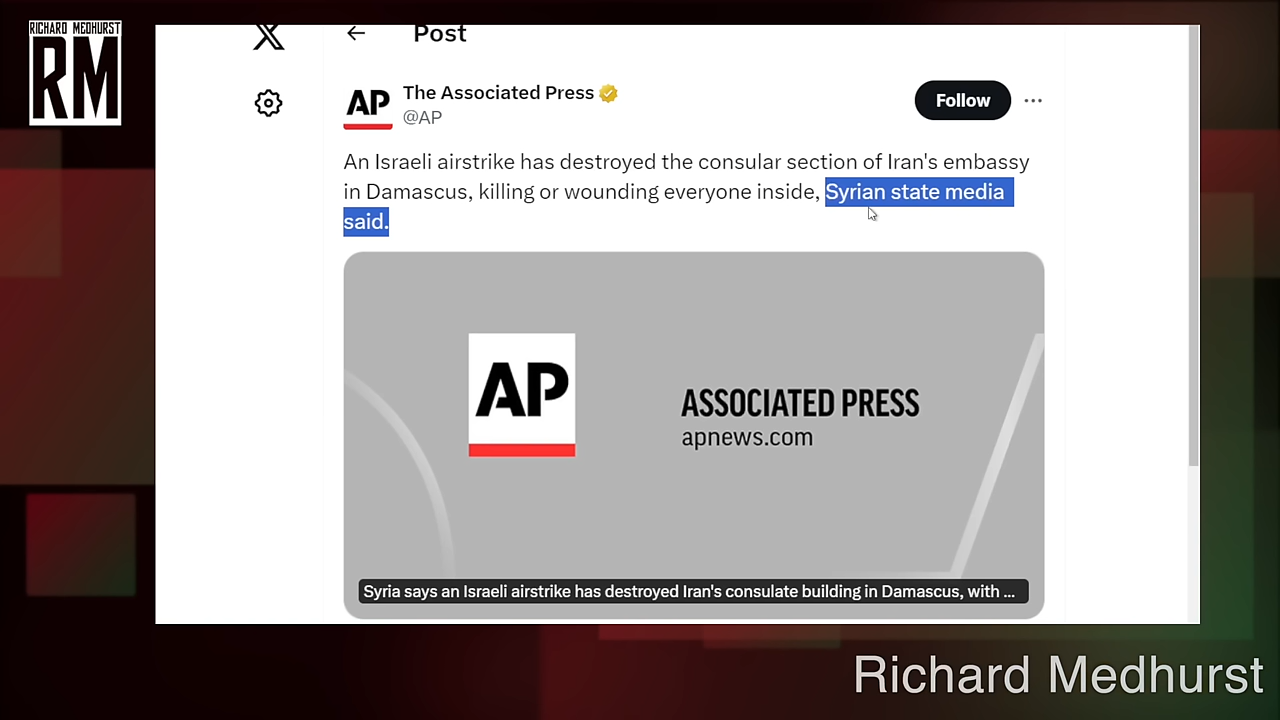 RICHARD MEDHURST
RM
X
Post
AP
The Associated Press
@AP
Follow
An Israeli airstrike has destroyed the consular section of Iran's embassy
in Damascus, killing or wounding everyone inside, Syrian state media
said.
AP
ASSOCIATED PRESS
apnews.com
Syria says an Israeli airstrike has destroyed Iran's consulate building in Damascus, with ...
Richard Medhurst